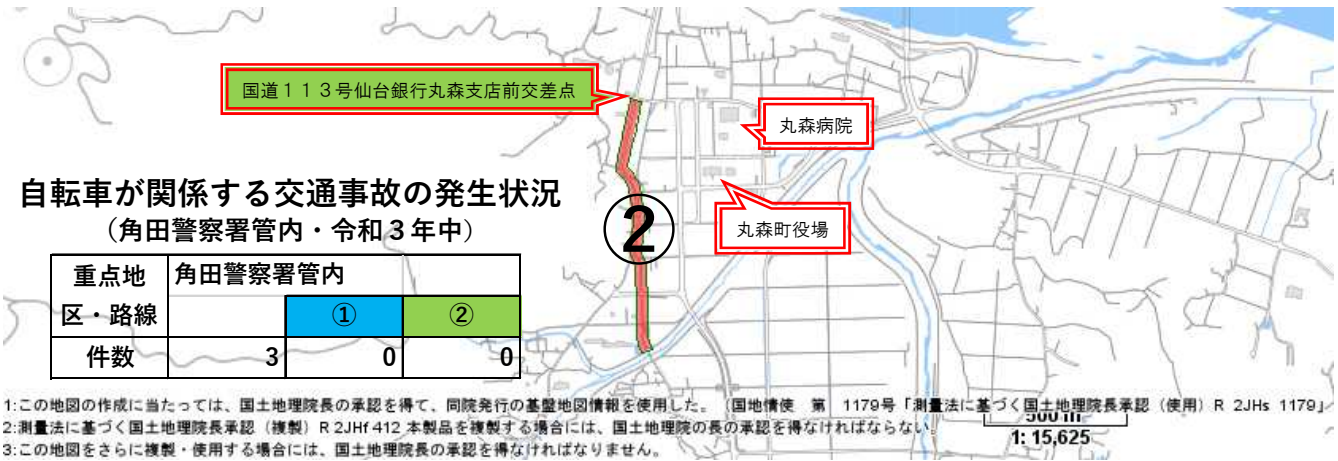 国道１１３号仙台銀行丸森支店前交差点
丸森病院
自転車が関係する交通事故の発生状況
（角田警察署管内・令和３年中）
②
丸森町役場
重点地区・路線
角田警察署管内
① ②
件数 3 0 0
1:この地図の作成に当たっては、国土地理院長の承認を得て、同院発行の基盤地図情報を使用した。（国地情使　第　1179号「測量法に基づく国土地理院長承認（使用）R 2JHs 1179」
2:測量法に基づく国土地理院長承認（複製）R 2JHf 412 本製品を複製する場合には、国土地理院の長の承認を得なければならない。
500 m
1: 15,625
3:この地図をさらに複製・使用する場合には、国土地理院長の承認を得なければなりません。